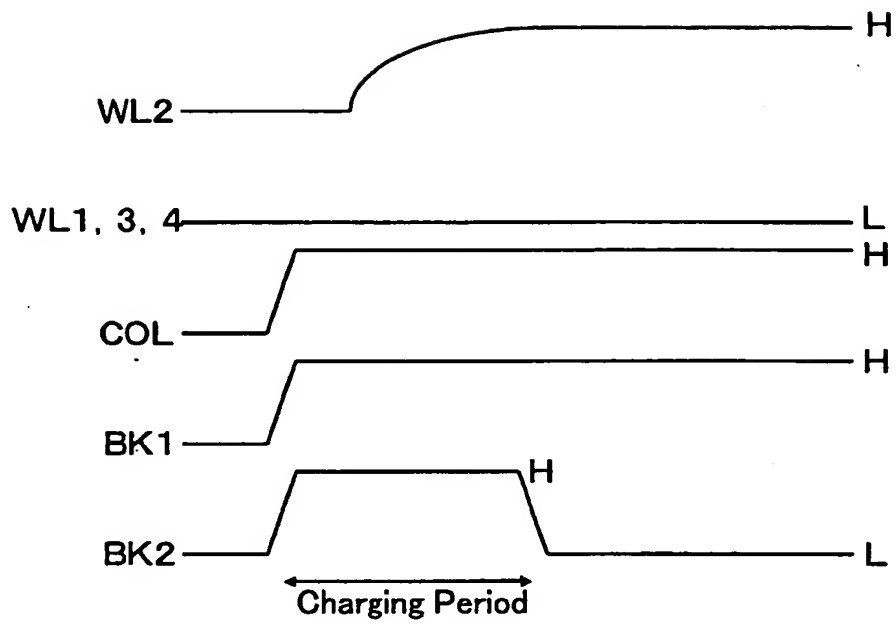 H
WL2
WL1, 3, 4
L
H
COL
H
BK1
H
BK2
L
Charging Period